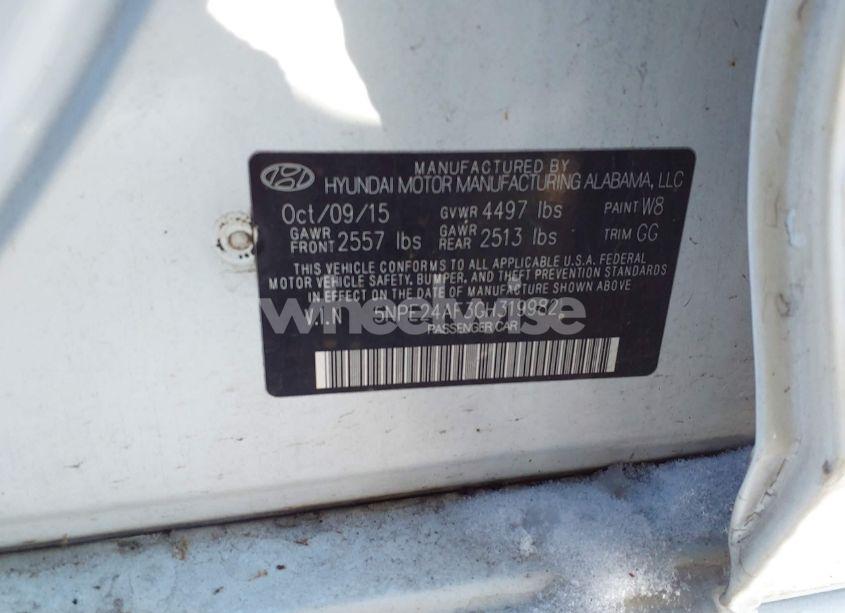 MANUFACTURED BY
HYUNDAI MOTOR MANUFACTURING ALABAMA, LLC
Oct/09/15 GVWR 4497 lbs PAINT W8
GAWR FRONT 2557 lbs GAWR REAR 2513 lbs TRIM GG
THIS VEHICLE CONFORMS TO ALL APPLICABLE U.S.A. FEDERAL
MOTOR VEHICLE SAFETY, BUMPER, AND THEFT PREVENTION STANDARDS
IN EFFECT ON THE DATE OF MANUFACTURE SHOWN ABOVE.
V.I.N 5NPE24AF3GH319982
PASSENGER CAR
wheelwise